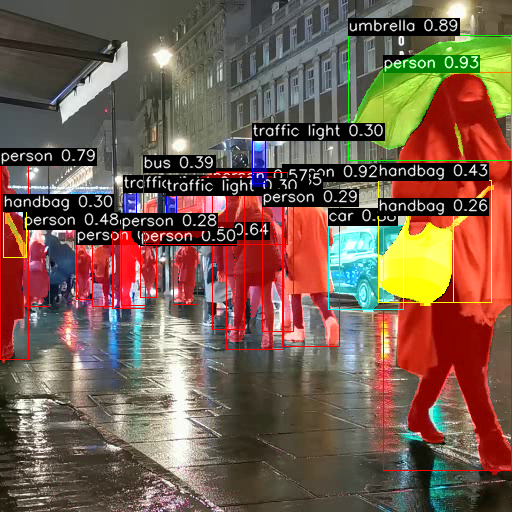 umbrella 0.89
person 0.93
traffic light 0.30
person 0.79
bus 0.39
0.92
handbag 0.43
traffic light 0.30
person 0.29
handbag 0.30
handbag 0.26
person 0.48
person 0.28
car
person
person 0.50
0.64